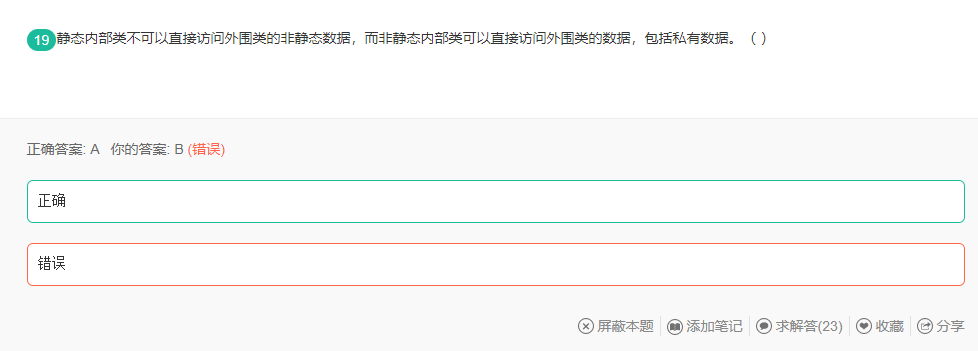 19 静态内部类不可以直接访问外围类的非静态数据，而非静态内部类可以直接访问外围类的数据，包括私有数据。（ ）
正确答案: A 你的答案: B (错误)
正确
错误
屏蔽本题 添加笔记 求解答(23) 收藏 分享